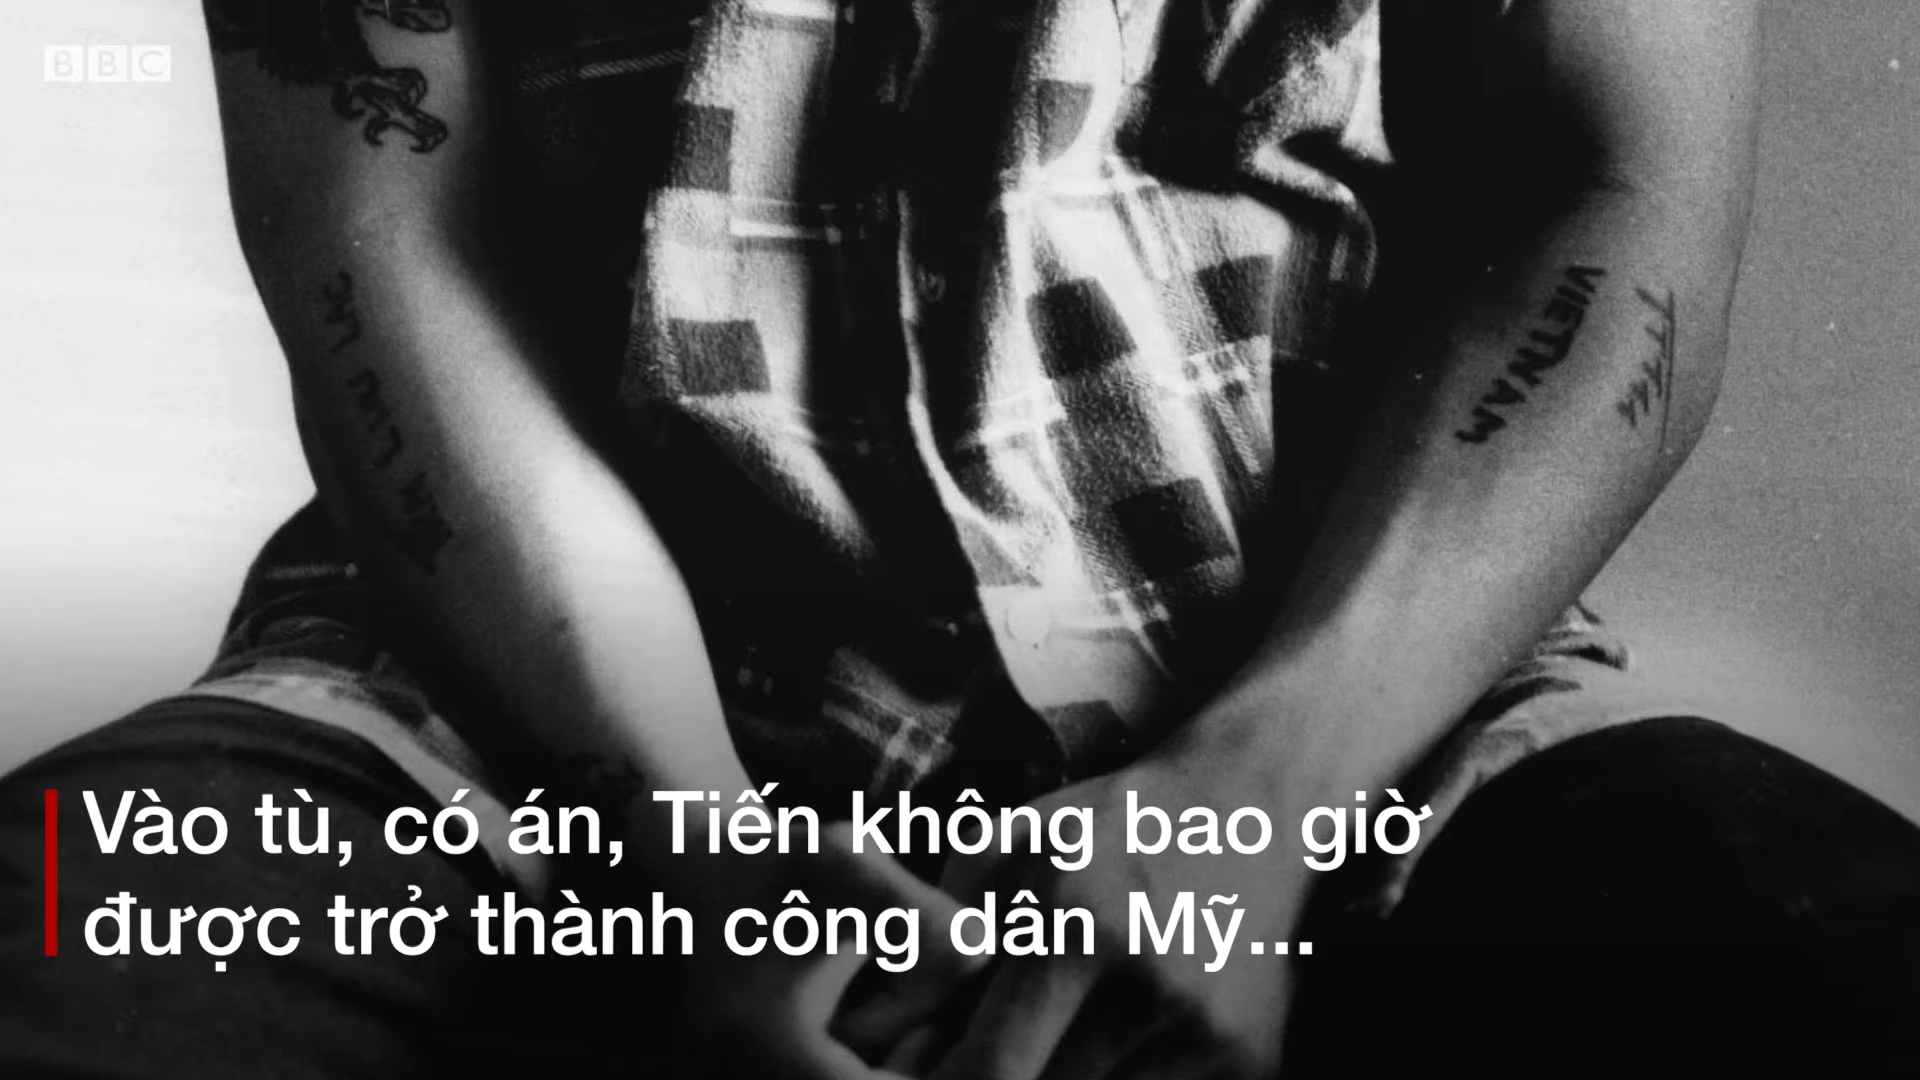 BBC
VIETNAM
Vào tù, có án, Tiến không bao giờ
được trở thành công dân Mỹ...